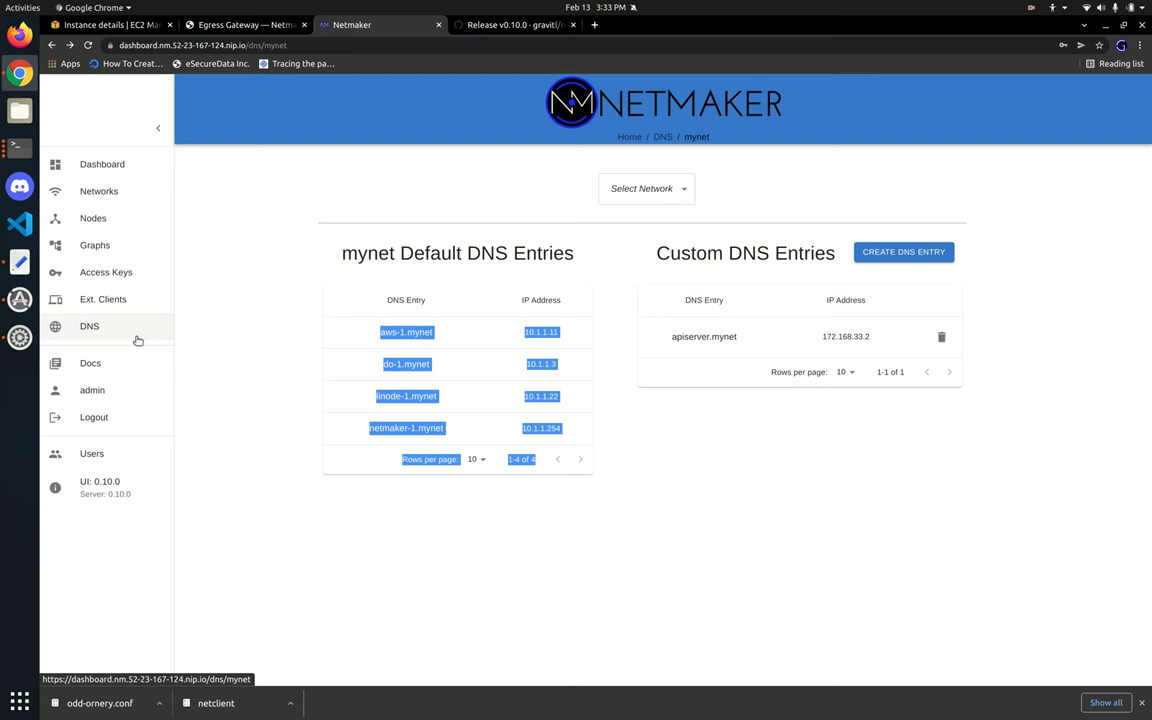 Activities
Google Chrome
Feb 13 3:33 PM
Instance details | EC2 Ma
Egress Gateway — Netm
Netmaker
Release v0.10.0 · gravitl/n
dashboard.nm.52-23-167-124.nip.io/dns/mynet
Apps
How To Creat...
eSecureData Inc.
Tracing the pa...
Reading list
NM NETMAKER
Home / DNS / mynet
Dashboard
Networks
Nodes
Graphs
Access Keys
Ext. Clients
DNS
Docs
admin
Logout
Users
UI: 0.10.0
Server: 0.10.0
Select Network
mynet Default DNS Entries
DNS Entry IP Address
aws-1.mynet 10.1.1.11
do-1.mynet 10.1.1.3
linode-1.mynet 10.1.1.22
netmaker-1.mynet 10.1.1.254
Rows per page: 10 1-4 of 4
Custom DNS Entries
CREATE DNS ENTRY
DNS Entry IP Address
apiserver.mynet 172.168.33.2
Rows per page: 10 1-1 of 1
https://dashboard.nm.52-23-167-124.nip.io/dns/mynet
odd-ornery.conf
netclient
Show all